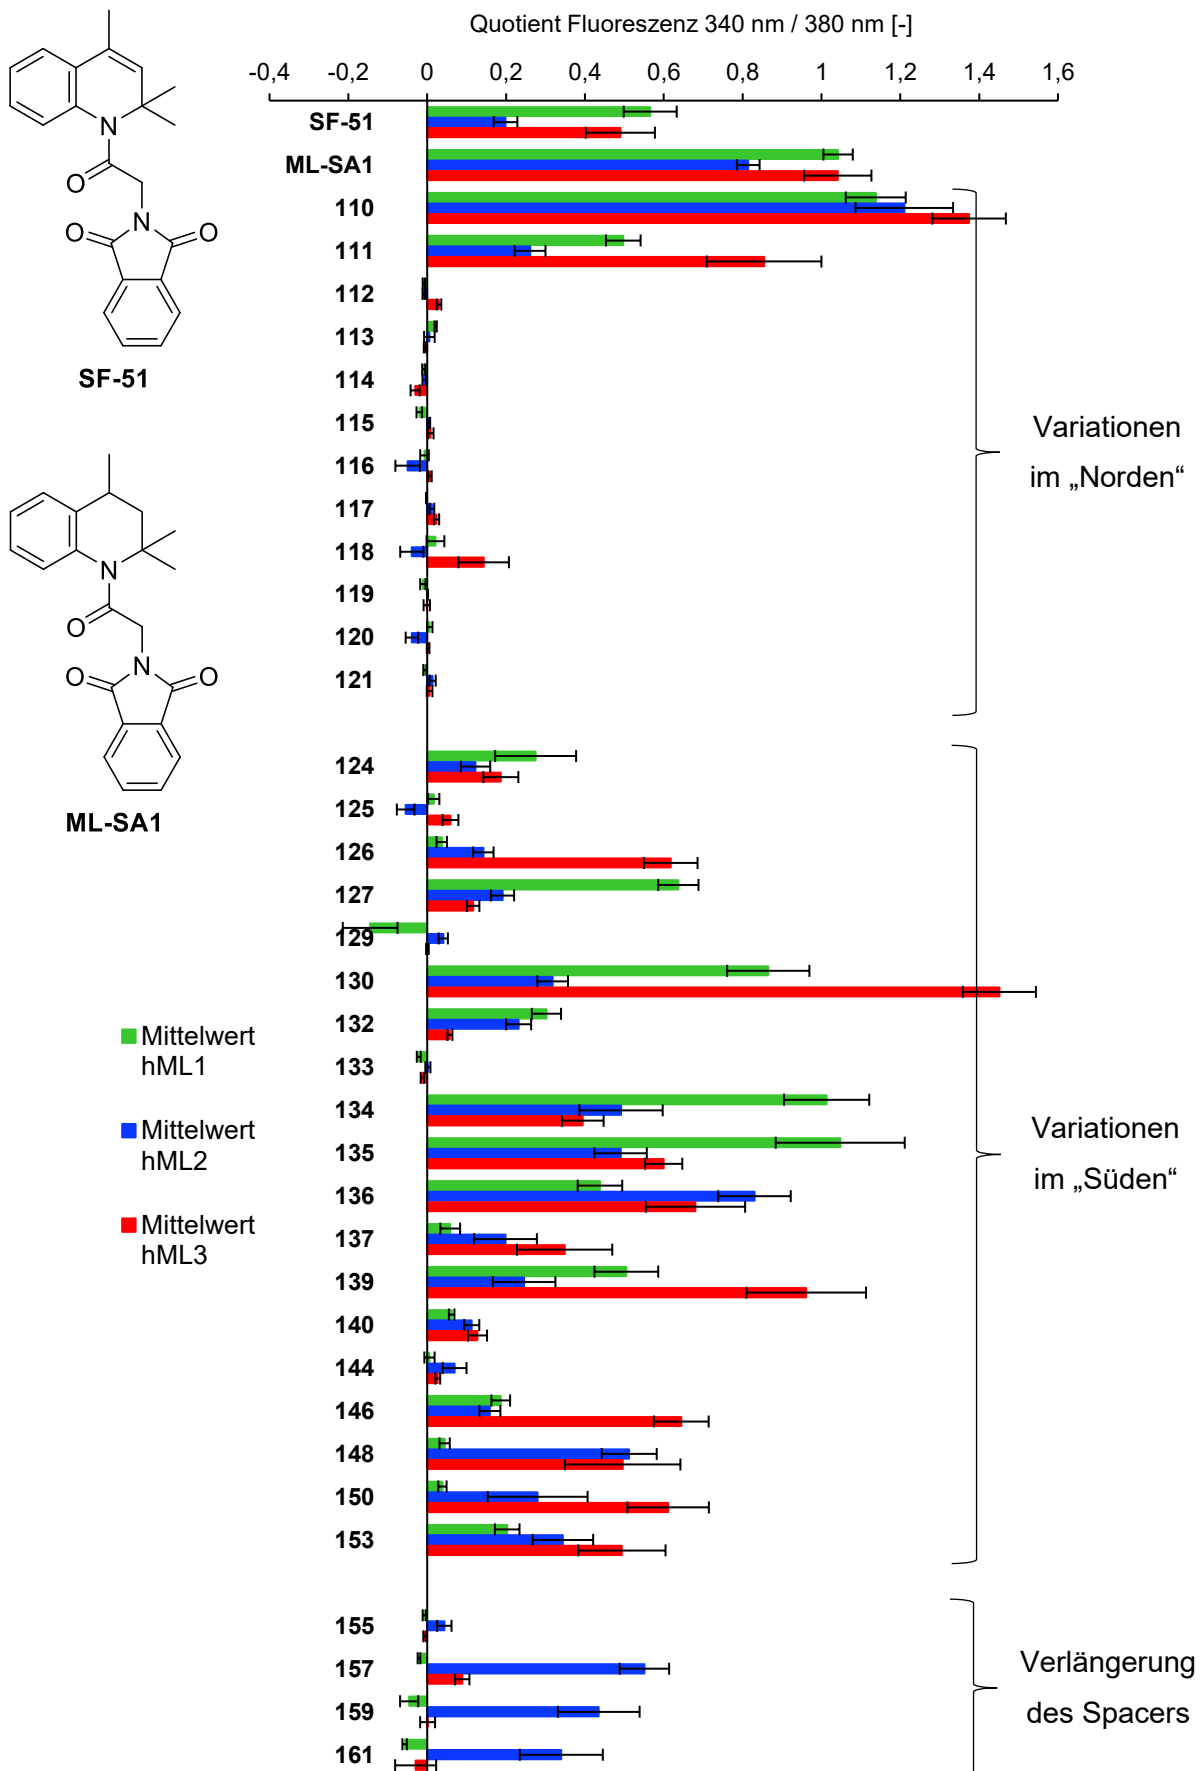 Quotient Fluoreszenz 340 nm / 380 nm [-]
-0,4 -0,2 0 0,2 0,4 0,6 0,8 1 1,2 1,4 1,6
N
O
N
O O
SF-51
N
O
N
O O
ML-SA1
SF-51
ML-SA1
110
111
112
113
114
115
116
117
118
119
120
121
124
125
126
127
129
130
132
133
134
135
136
137
139
140
144
146
148
150
153
155
157
159
161
Mittelwert
hML1
Mittelwert
hML2
Mittelwert
hML3
Variationen
im „Norden“
Variationen
im „Süden“
Verlängerung
des Spacers